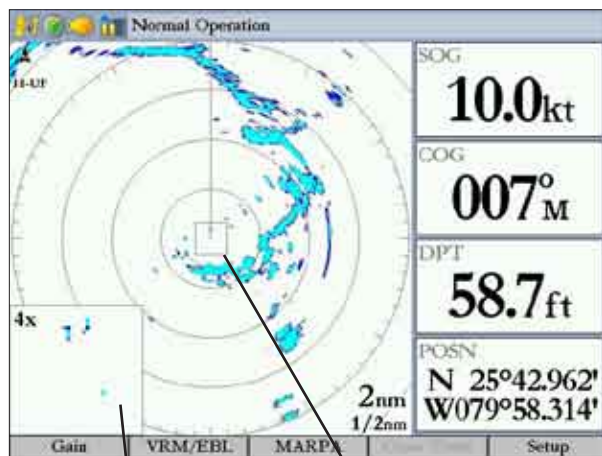 Normal Operation
H-UP
4x
2nm
1/2nm
SOG
10.0kt
COG
007°M
DPT
58.7ft
POSN
N 25°42.962'
W079°58.314'
Gain
VRM/EBL
MARPA
Setup